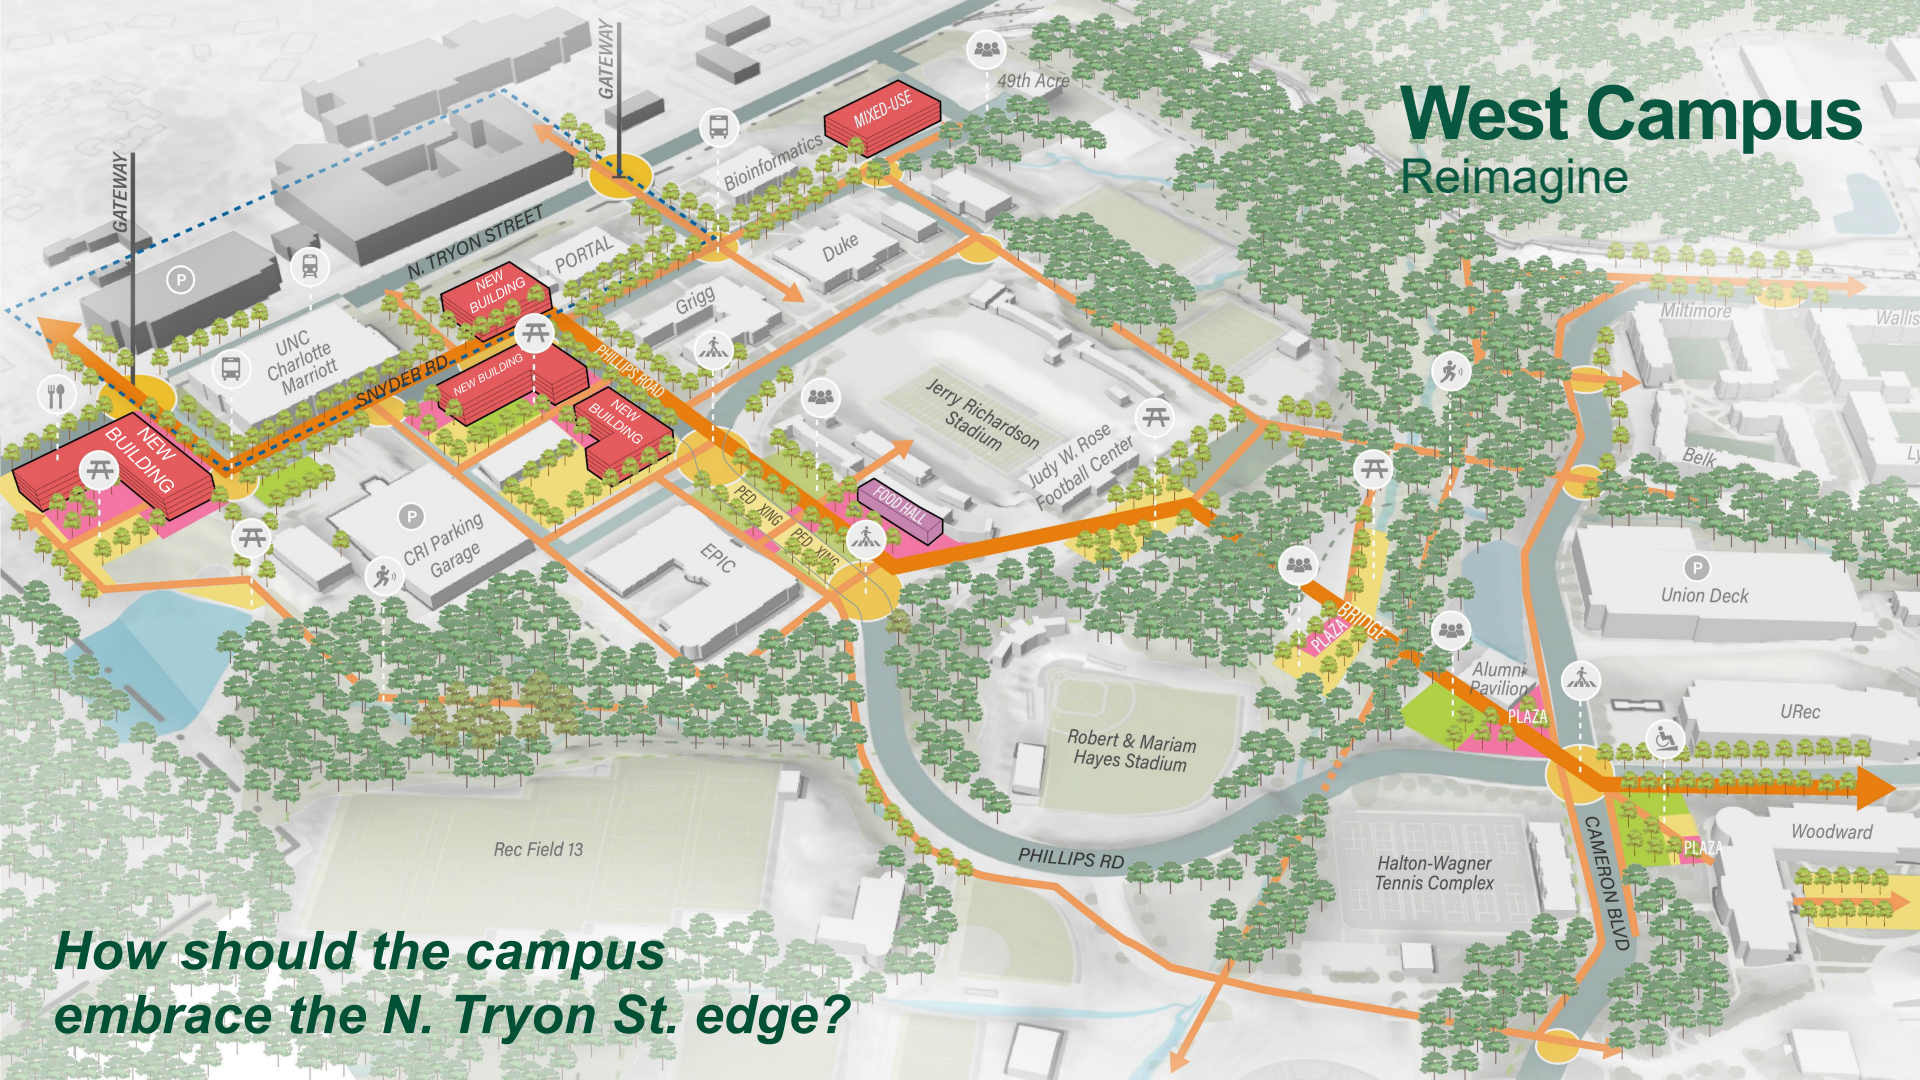 West Campus
Reimagine
GATEWAY
49th Acre
MIXED-USE
Bioinformatics
GATEWAY
N. TRYON STREET
PORTAL
Duke
P
NEW
BUILDING
Grigg
UNC
Charlotte
Marriott
SNYDER RD
NEW BUILDING
PHILLIPS ROAD
NEW
BUILDING
NEW
BUILDING
Jerry Richardson
Stadium
Judy W. Rose
Football Center
Miltimore
Wallis
Belk
Ly
P
CRI Parking
Garage
PED XING
PED XING
FOOD HALL
EPIC
P
Union Deck
BRIDGE
PLAZA
Alumni
Pavilion
PLAZA
URec
Robert & Mariam
Hayes Stadium
Rec Field 13
PHILLIPS RD
Halton-Wagner
Tennis Complex
CAMERON BLVD
Woodward
PLAZA
How should the campus
embrace the N. Tryon St. edge?